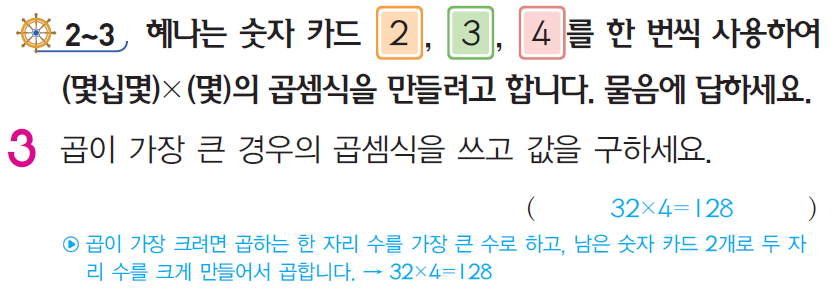 2~3 혜나는 숫자 카드 2, 3, 4를 한 번씩 사용하여
(몇십몇)×(몇)의 곱셈식을 만들려고 합니다. 물음에 답하세요.
3 곱이 가장 큰 경우의 곱셈식을 쓰고 값을 구하세요.
( 32×4=128 )
곱이 가장 크려면 곱하는 한 자리 수를 가장 큰 수로 하고, 남은 숫자 카드 2개로 두 자
리 수를 크게 만들어서 곱합니다. → 32×4=128